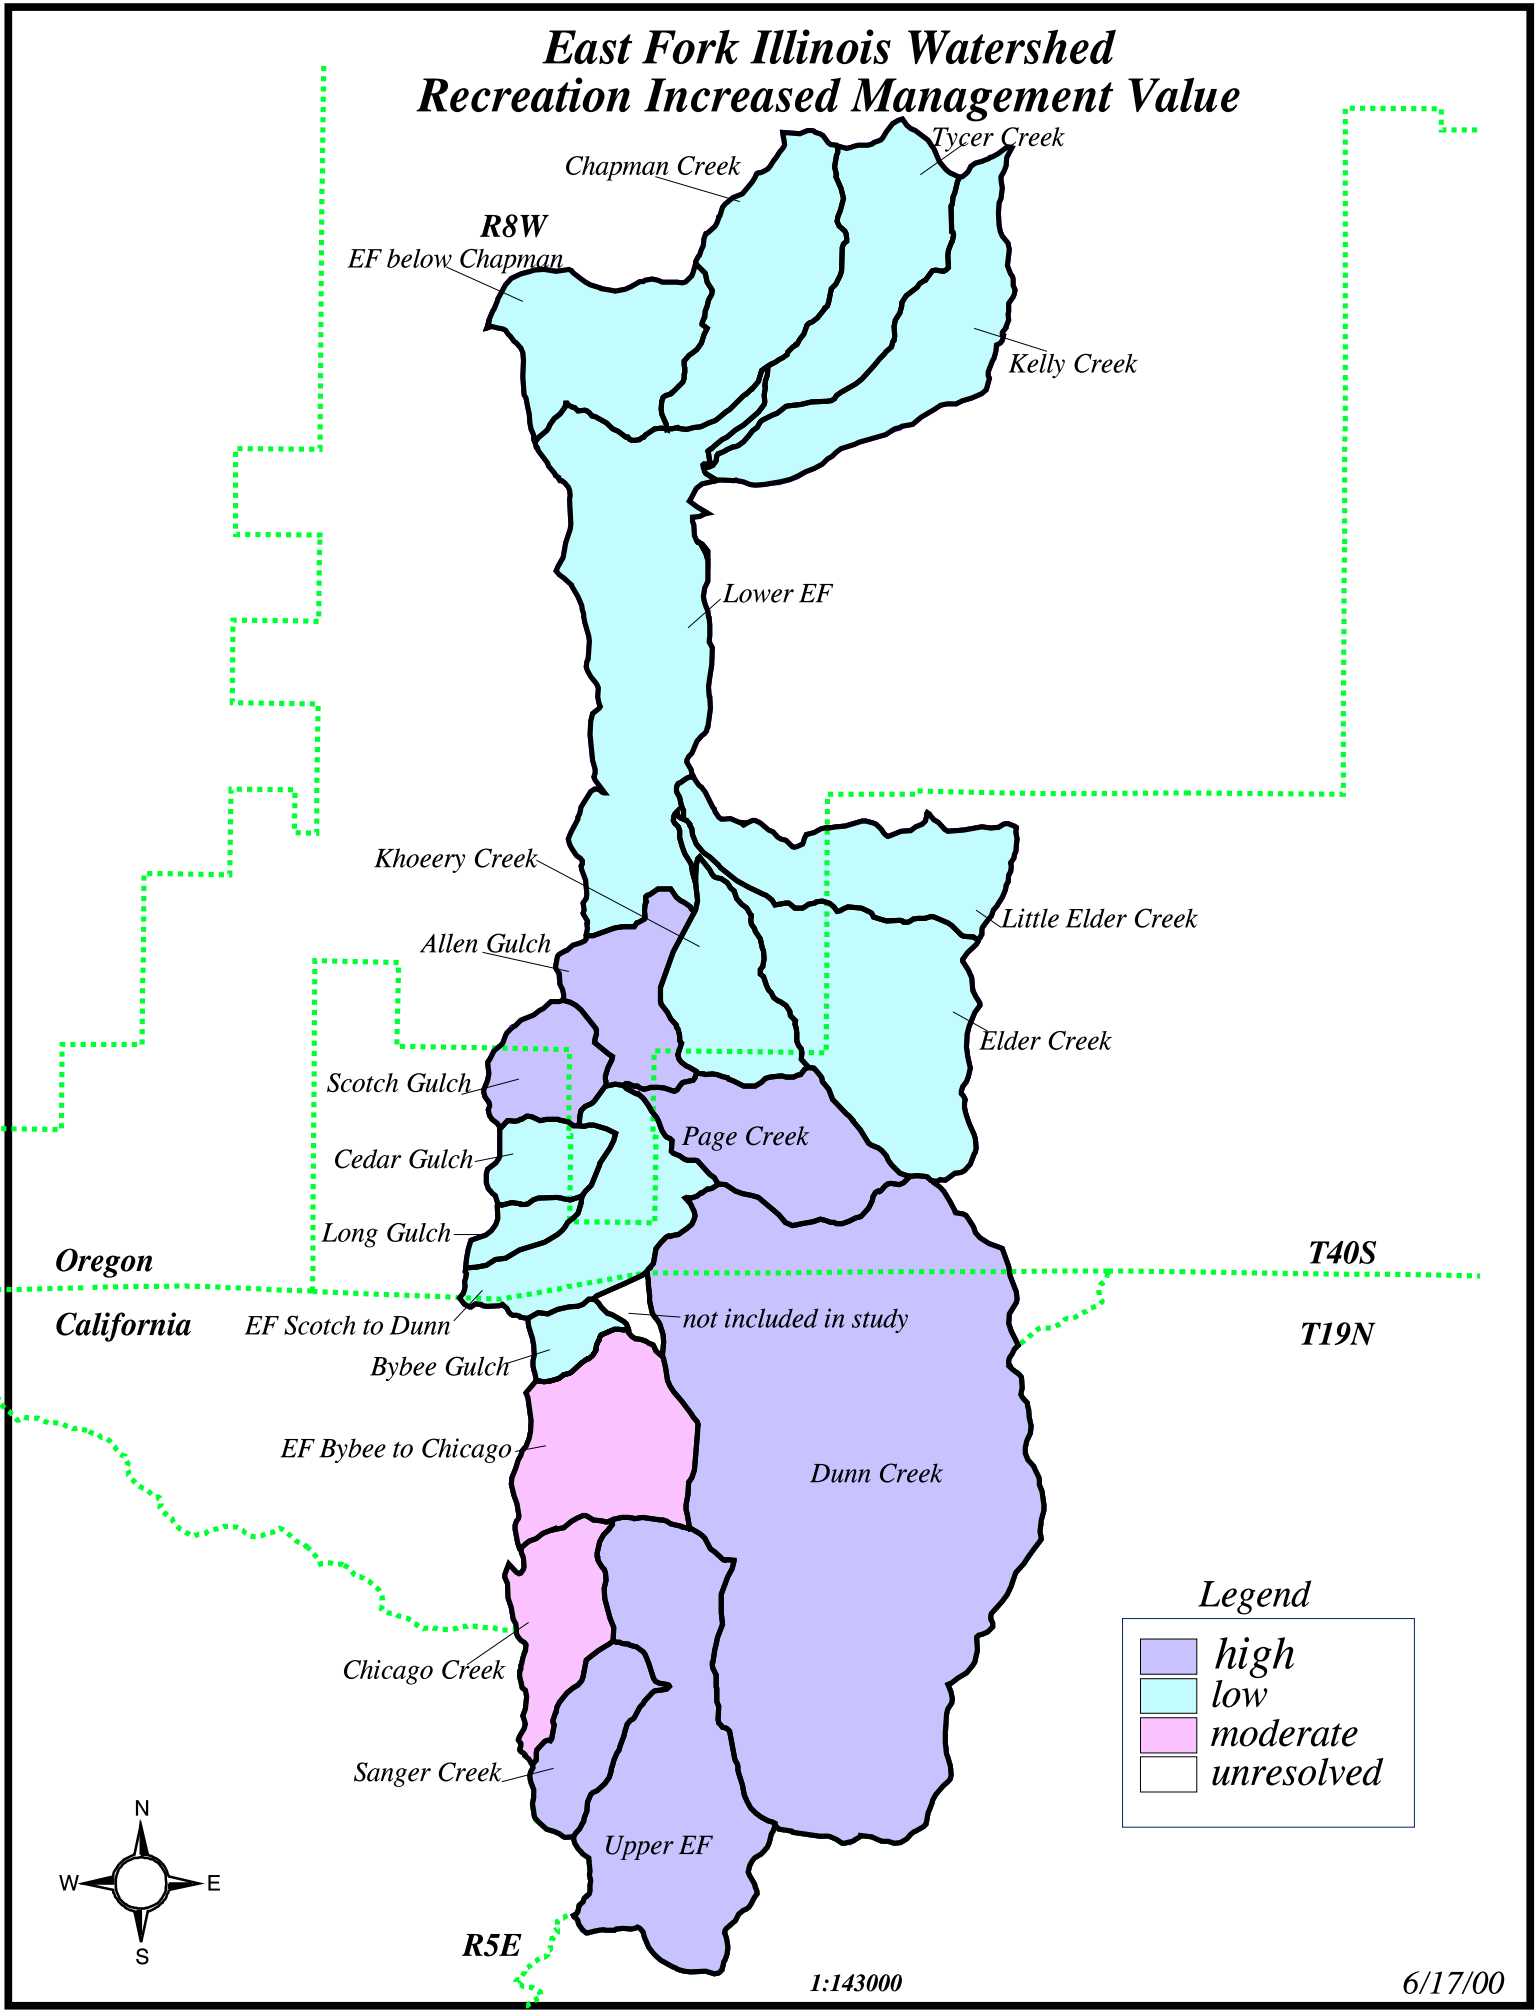 East Fork Illinois Watershed
Recreation Increased Management Value
Tycer Creek
Chapman Creek
R8W
EF below Chapman
Kelly Creek
Lower EF
Khoeery Creek
Little Elder Creek
Allen Gulch
Elder Creek
Scotch Gulch
Page Creek
Cedar Gulch
Long Gulch
Oregon
T40S
California
EF Scotch to Dunn
not included in study
T19N
Bybee Gulch
EF Bybee to Chicago
Dunn Creek
Legend
high
low
moderate
unresolved
Chicago Creek
Sanger Creek
Upper EF
N
W
E
S
R5E
1:143000
6/17/00